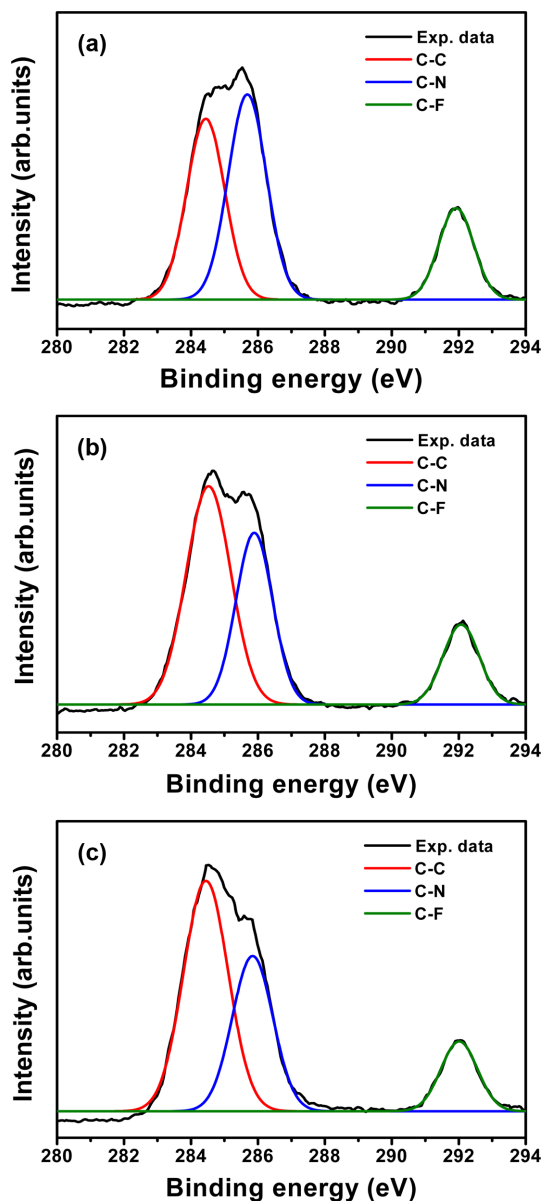 (a)
Exp. data
C-C
C-N
C-F
Intensity (arb.units)
280 282 284 286 288 290 292 294
Binding energy (eV)
(b)
Exp. data
C-C
C-N
C-F
Intensity (arb.units)
280 282 284 286 288 290 292 294
Binding energy (eV)
(c)
Exp. data
C-C
C-N
C-F
Intensity (arb.units)
280 282 284 286 288 290 292 294
Binding energy (eV)